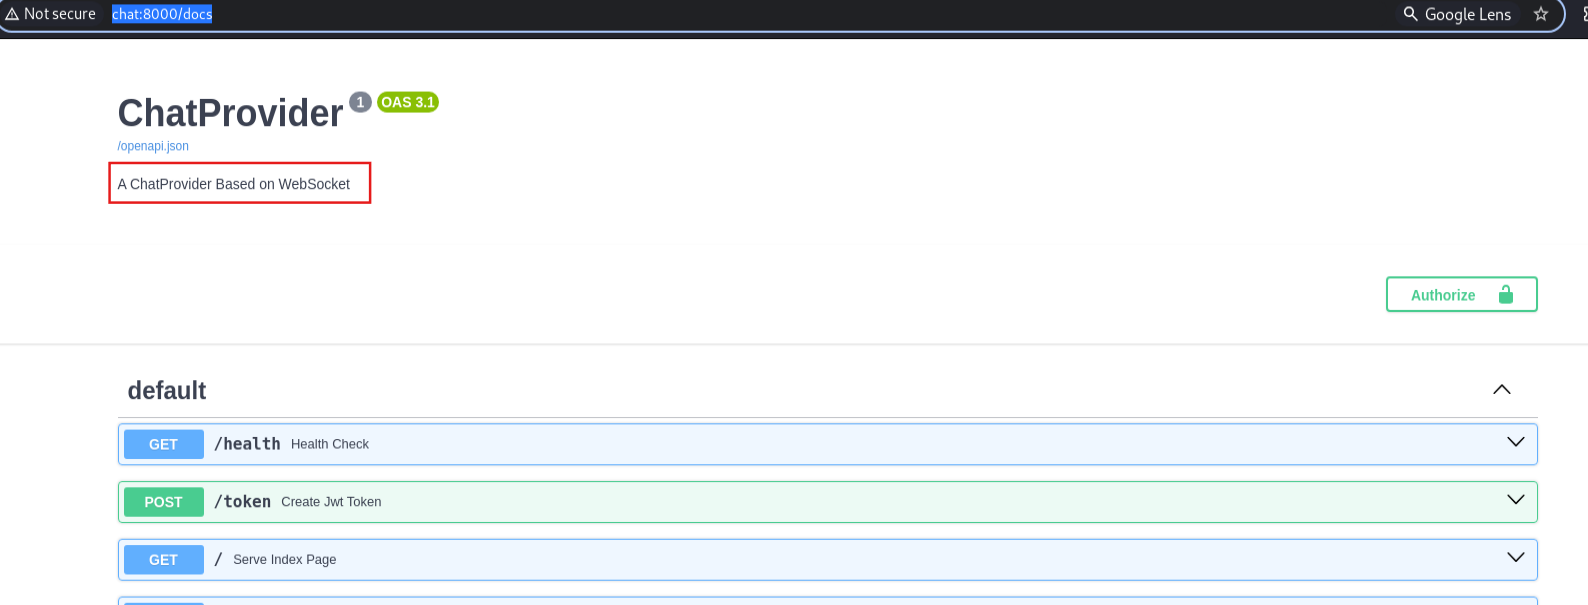 Not secure chat:8000/docs Google Lens
ChatProvider 1 OAS 3.1
/openapi.json
A ChatProvider Based on WebSocket
Authorize
default
GET /health Health Check
POST /token Create Jwt Token
GET / Serve Index Page